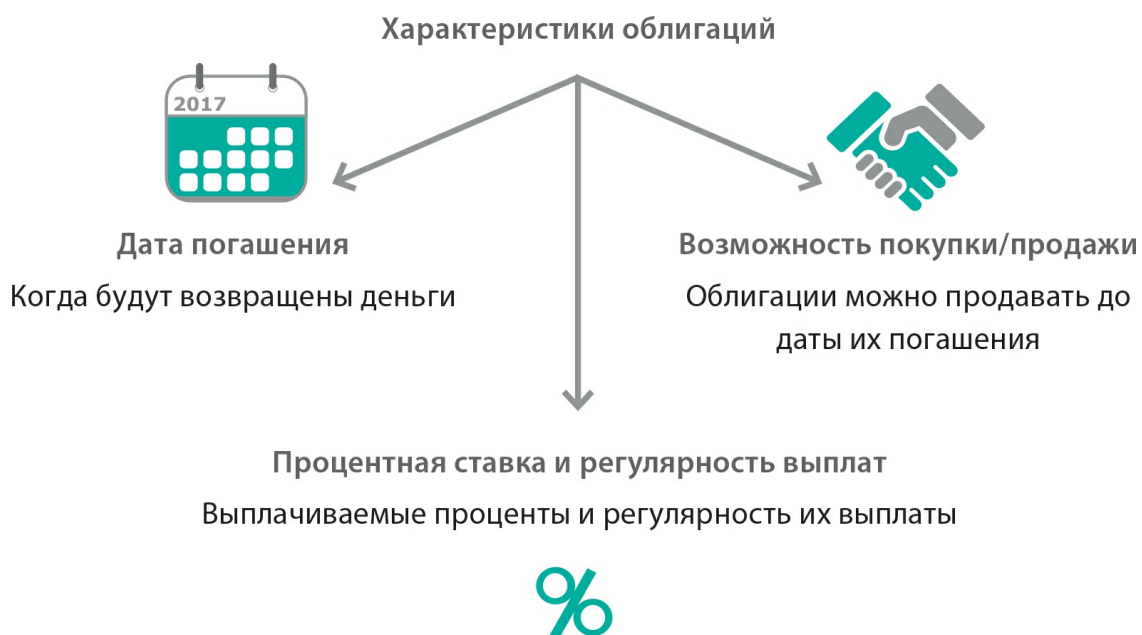 Характеристики облигаций
2017
Дата погашения
Когда будут возвращены деньги
Возможность покупки/продажи
Облигации можно продавать до
даты их погашения
Процентная ставка и регулярность выплат
Выплачиваемые проценты и регулярность их выплаты
%